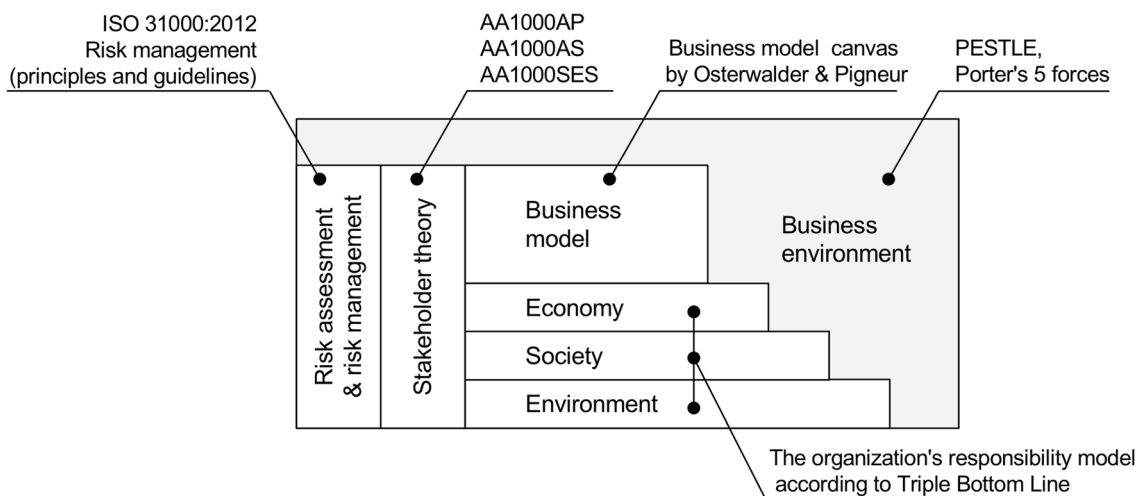 ISO 31000:2012
Risk management
(principles and guidelines)
AA1000AP
AA1000AS
AA1000SES
Business model canvas
by Osterwalder & Pigneur
PESTLE,
Porter's 5 forces
Risk assessment
& risk management
Stakeholder theory
Business
model
Business
environment
Economy
Society
Environment
The organization's responsibility model
according to Triple Bottom Line